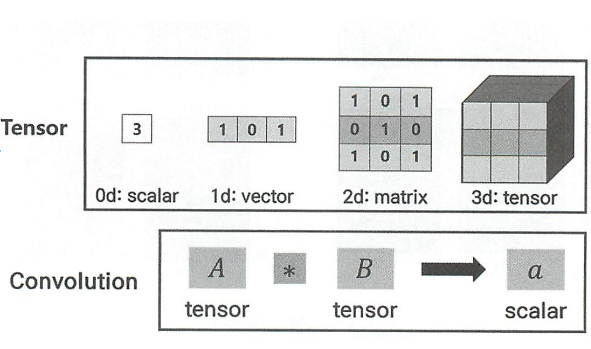 Tensor
3
1 0 1
1 0 1
0 1 0
1 0 1
0d: scalar 1d: vector 2d: matrix 3d: tensor
Convolution
A * B a
tensor tensor scalar